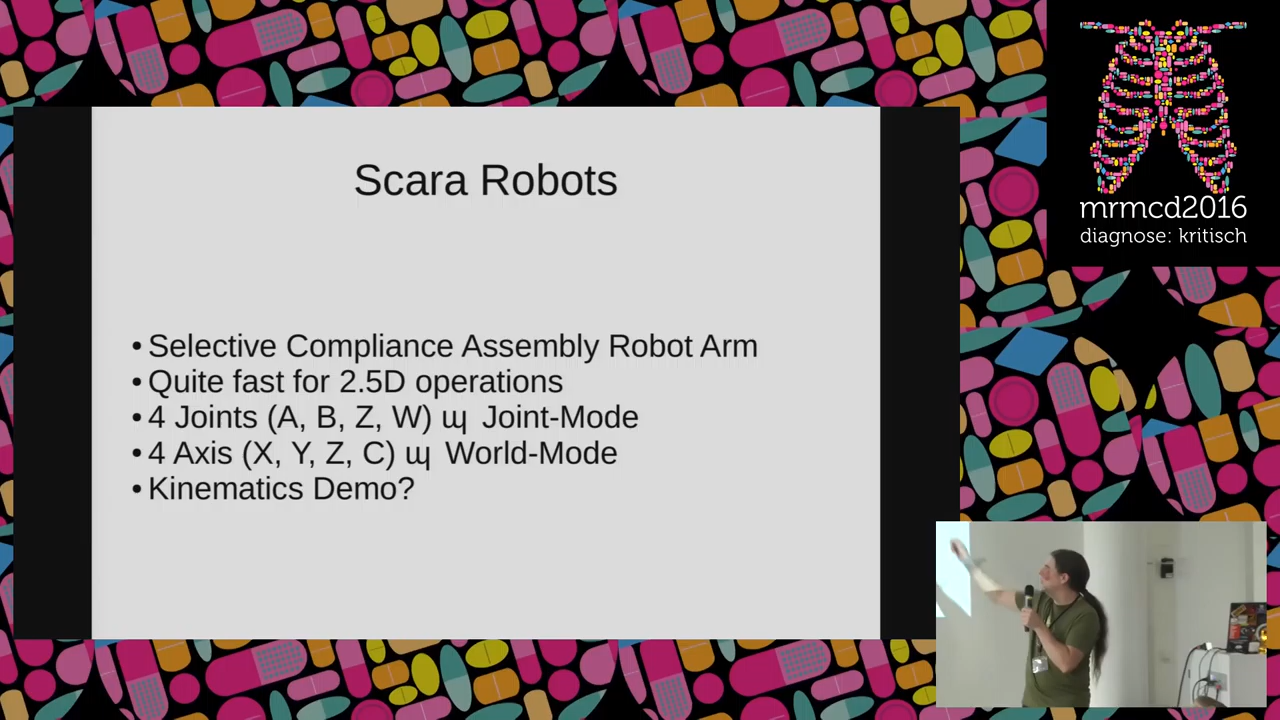 Scara Robots
• Selective Compliance Assembly Robot Arm
• Quite fast for 2.5D operations
• 4 Joints (A, B, Z, W) щ Joint-Mode
• 4 Axis (X, Y, Z, C) щ World-Mode
• Kinematics Demo?
mrmcd2016
diagnose: kritisch